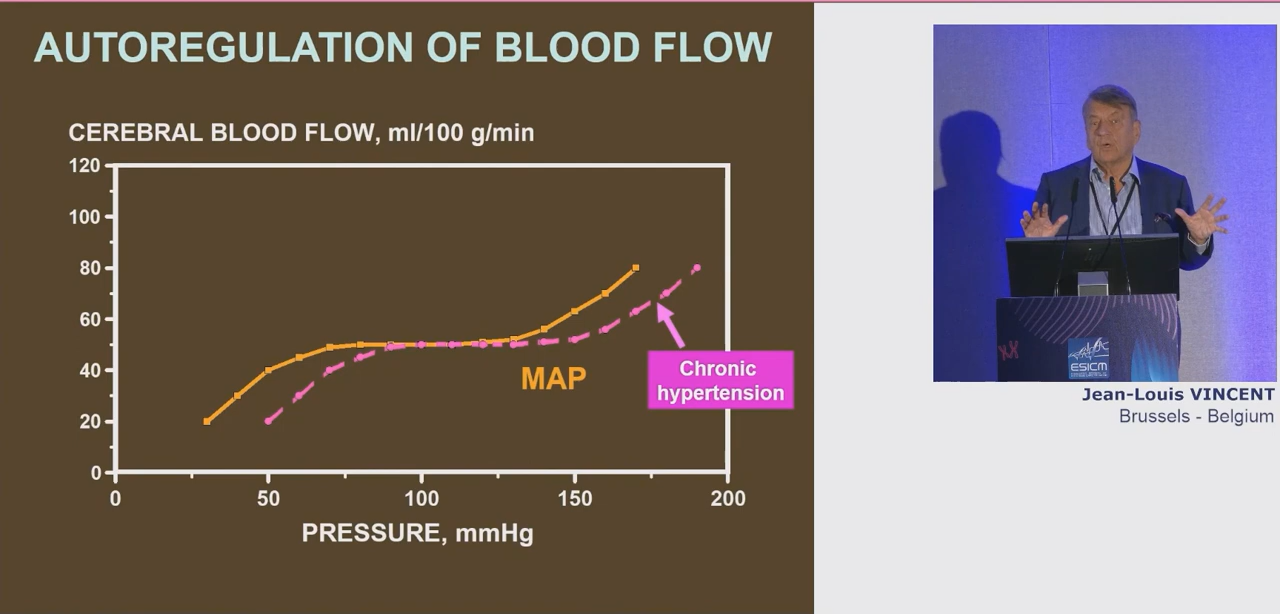 AUTOREGULATION OF BLOOD FLOW
CEREBRAL BLOOD FLOW, ml/100 g/min
120
100
80
60
40
20
0
0 50 100 150 200
MAP
Chronic
hypertension
PRESSURE, mmHg
ESICM
Jean-Louis VINCENT
Brussels - Belgium